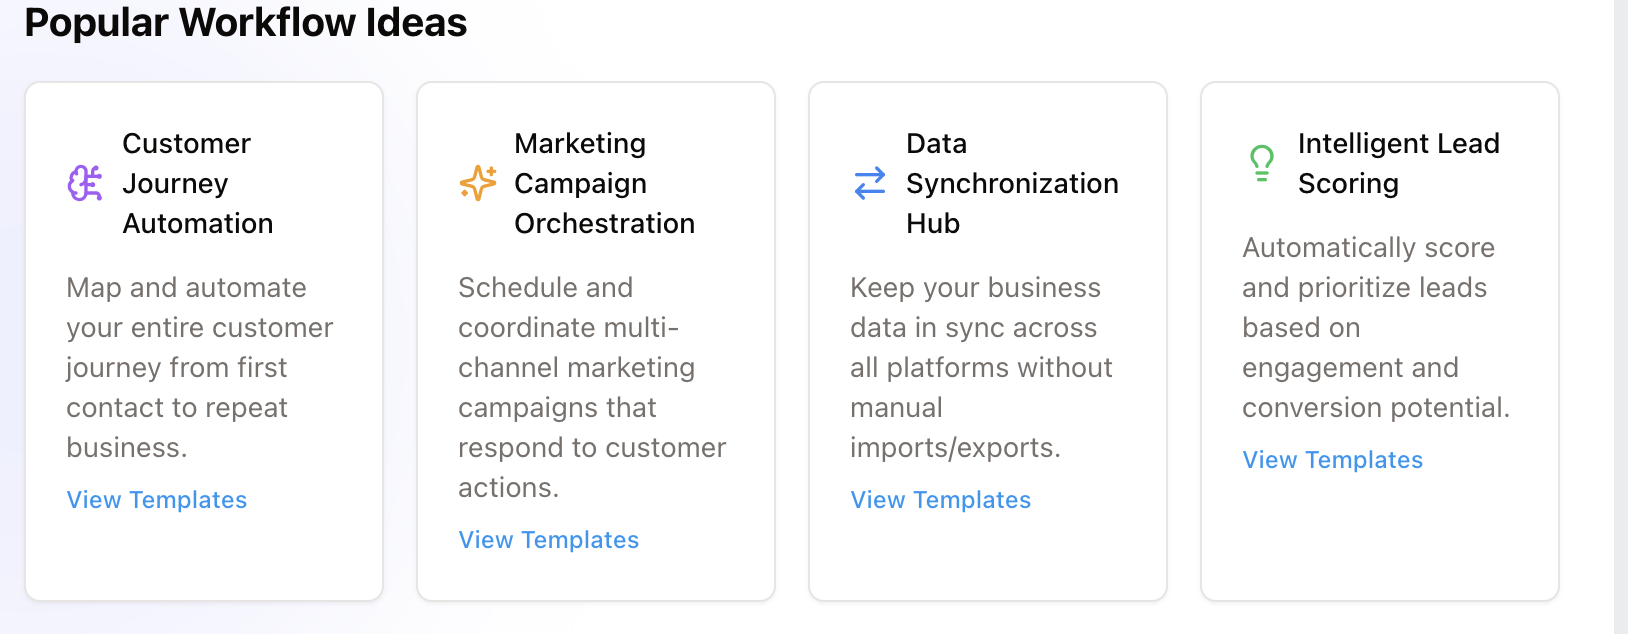 Popular Workflow Ideas
Customer
Journey
Automation
Map and automate
your entire customer
journey from first
contact to repeat
business.
View Templates
Marketing
Campaign
Orchestration
Schedule and
coordinate multi-
channel marketing
campaigns that
respond to customer
actions.
View Templates
Data
Synchronization
Hub
Keep your business
data in sync across
all platforms without
manual
imports/exports.
View Templates
Intelligent Lead
Scoring
Automatically score
and prioritize leads
based on
engagement and
conversion potential.
View Templates